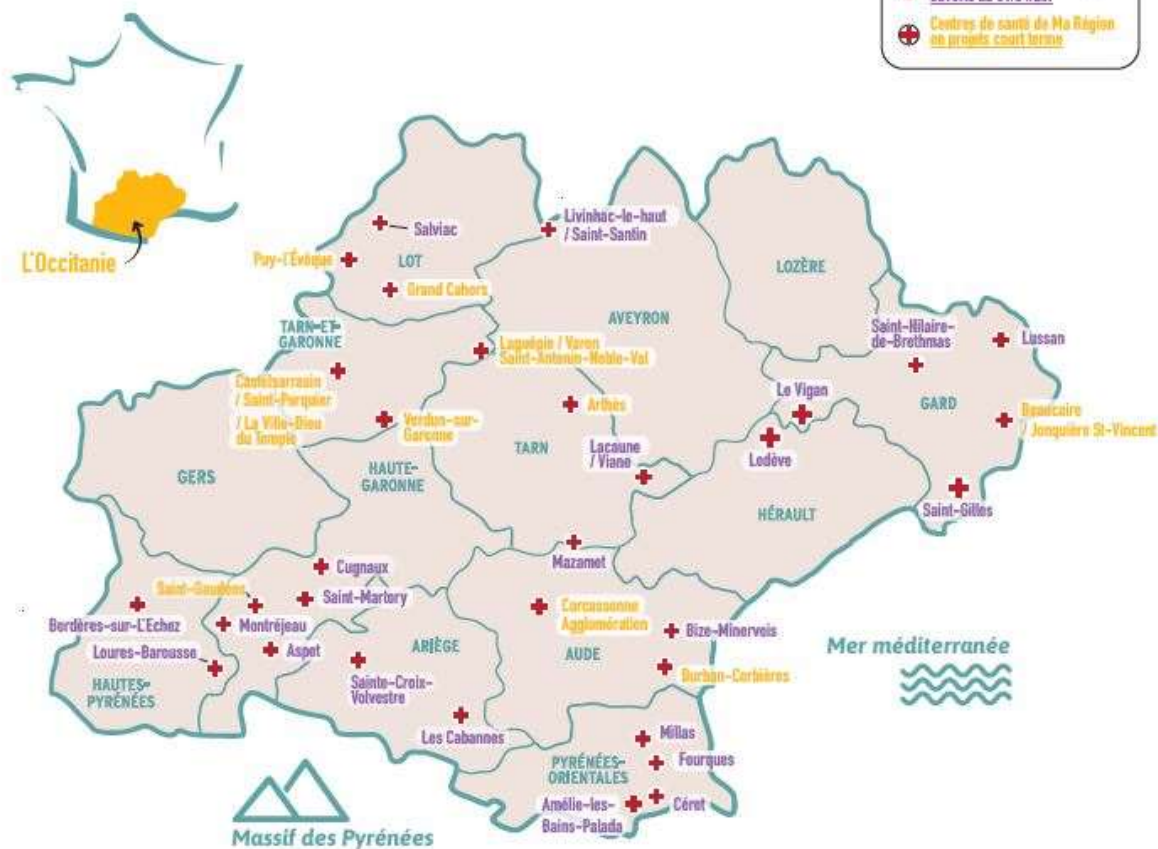 Centres de santé de Ma Région
en projets court terme
L'Occitanie
Salviac
Puy-l'Évêque
LOT
Grand Cahors
Livinhac-le-haut
/ Saint-Santin
LOZÈRE
AVEYRON
TARN-ET-
GARONNE
Laguépie / Varen
Saint-Antonin-Noble-Val
Castelsarrasin
/ Saint-Porquier
/ La Ville-Dieu
du Temple
Verdun-sur-
Garonne
Arthès
TARN
Lacaune
/ Viane
Saint-Hilaire-
de-Brethmas
Lussan
GARD
Beaucaire
/ Jonquière St-Vincent
Le Vigan
Lodève
Saint-Gilles
HÉRAULT
GERS
HAUTE-
GARONNE
Mazamet
Cugnaux
Saint-Gaudens
Saint-Martory
Berdères-sur-L'Echez
Montréjeau
Loures-Barousse
Aspet
HAUTES-
PYRÉNÉES
ARIÈGE
Sainte-Croix-
Volvestre
Les Cabannes
Carcassonne
Agglomération
AUDE
Bize-Minervois
Durban-Corbières
Mer méditerranée
Millas
PYRÉNÉES-
ORIENTALES
Fourques
Amélie-les-
Bains-Palada
Céret
Massif des Pyrénées